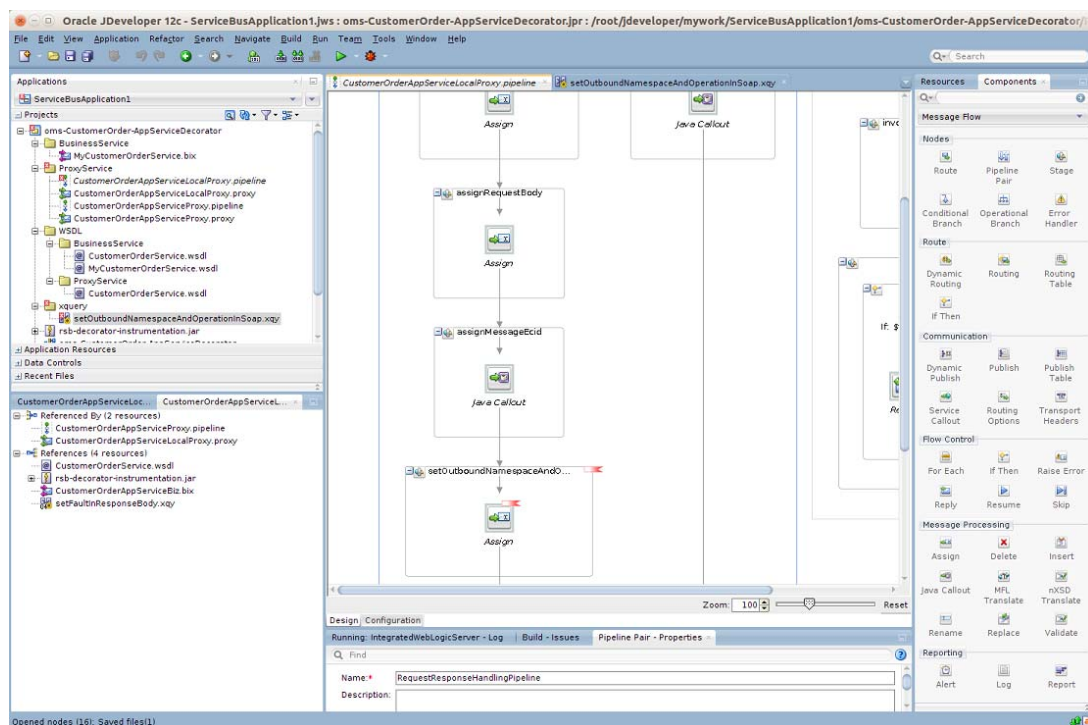 Oracle JDeveloper 12c - ServiceBusApplication1.jws : oms-CustomerOrder-AppServiceDecorator.jpr : /root/jdeveloper/mywork/ServiceBusApplication1/oms-CustomerOrder-AppServiceDecorator/
File Edit View Application Refactor Search Navigate Build Run Team Tools Window Help
Search
Applications
ServiceBusApplication1
Projects
oms-CustomerOrder-AppServiceDecorator
BusinessService
MyCustomerOrderService.bix
ProxyService
CustomerOrderAppServiceLocalProxy.pipeline
CustomerOrderAppServiceLocalProxy.proxy
CustomerOrderAppServiceProxy.pipeline
CustomerOrderAppServiceProxy.proxy
WSDL
BusinessService
CustomerOrderService.wsdl
MyCustomerOrderService.wsdl
ProxyService
CustomerOrderService.wsdl
xquery
setOutboundNamespaceAndOperationInSoap.xqy
rsb-decorator-instrumentation.jar
Application Resources
Data Controls
Recent Files
CustomerOrderAppServiceLoc... CustomerOrderAppServiceL...
Referenced By (2 resources)
CustomerOrderAppServiceProxy.pipeline
CustomerOrderAppServiceLocalProxy.proxy
References (4 resources)
CustomerOrderService.wsdl
rsb-decorator-instrumentation.jar
CustomerOrderAppServiceBiz.bix
setFaultInResponseBody.xqy
CustomerOrderAppServiceLocalProxy.pipeline setOutboundNamespaceAndOperationInSoap.xqy
Assign Java Callout
invo
assignRequestBody
Assign
assignMessageEcid
If: $
Java Callout
Re
setOutboundNamespaceAndO...
Assign
Zoom: 100 Reset
Design Configuration
Running: IntegratedWebLogicServer - Log Build - Issues Pipeline Pair - Properties
Find
Name:* RequestResponseHandlingPipeline
Description:
Resources Components
Message Flow
Nodes
Route Pipeline Pair Stage
Conditional Branch Operational Branch Error Handler
Route
Dynamic Routing Routing Routing Table
If Then
Communication
Dynamic Publish Publish Publish Table
Service Callout Routing Options Transport Headers
Flow Control
For Each If Then Raise Error
Reply Resume Skip
Message Processing
Assign Delete Insert
Java Callout MFL Translate nXSD Translate
Rename Replace Validate
Reporting
Alert Log Report
Opened nodes (16); Saved files(1)